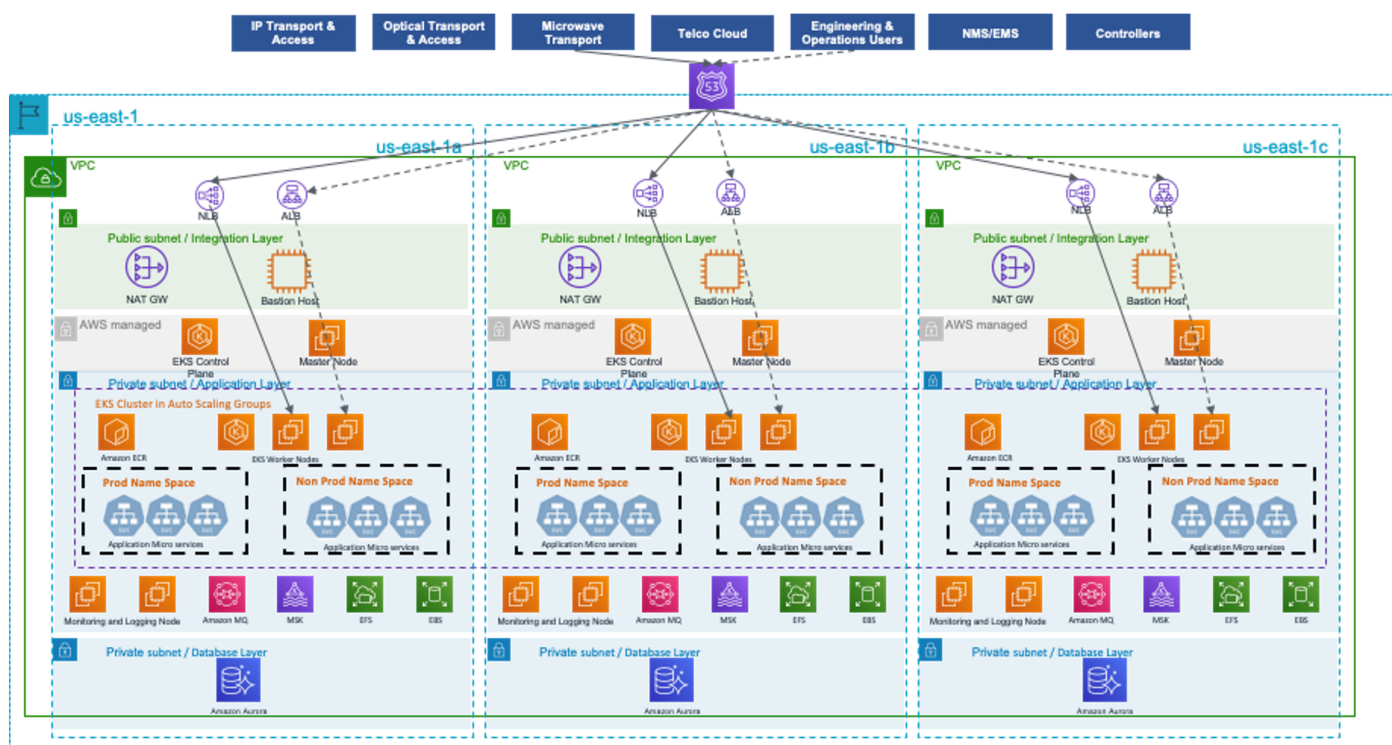 IP Transport &
Access
Optical Transport
& Access
Microwave
Transport
Telco Cloud
Engineering &
Operations Users
NMS/EMS
Controllers
53
us-east-1
us-east-1a
us-east-1b
us-east-1c
VPC
VPC
VPC
NLB
ALB
NLB
ALB
NLB
ALB
Public subnet / Integration Layer
Public subnet / Integration Layer
Public subnet / Integration Layer
NAT GW
Bastion Host
NAT GW
Bastion Host
NAT GW
Bastion Host
AWS managed
AWS managed
AWS managed
EKS Control
Plane
Master Node
EKS Control
Plane
Master Node
EKS Control
Plane
Master Node
Private subnet / Application Layer
Private subnet / Application Layer
Private subnet / Application Layer
EKS Cluster in Auto Scaling Groups
Amazon ECR
EKS Worker Nodes
Amazon ECR
EKS Worker Nodes
Amazon ECR
EKS Worker Nodes
Prod Name Space
Non Prod Name Space
Prod Name Space
Non Prod Name Space
Prod Name Space
Non Prod Name Space
Application Micro services
Application Micro services
Application Micro services
Application Micro services
Application Micro services
Application Micro services
Monitoring and Logging Node
Amazon MQ
MSK
EFS
EBS
Monitoring and Logging Node
Amazon MQ
MSK
EFS
EBS
Monitoring and Logging Node
Amazon MQ
MSK
EFS
EBS
Private subnet / Database Layer
Private subnet / Database Layer
Private subnet / Database Layer
Amazon Aurora
Amazon Aurora
Amazon Aurora